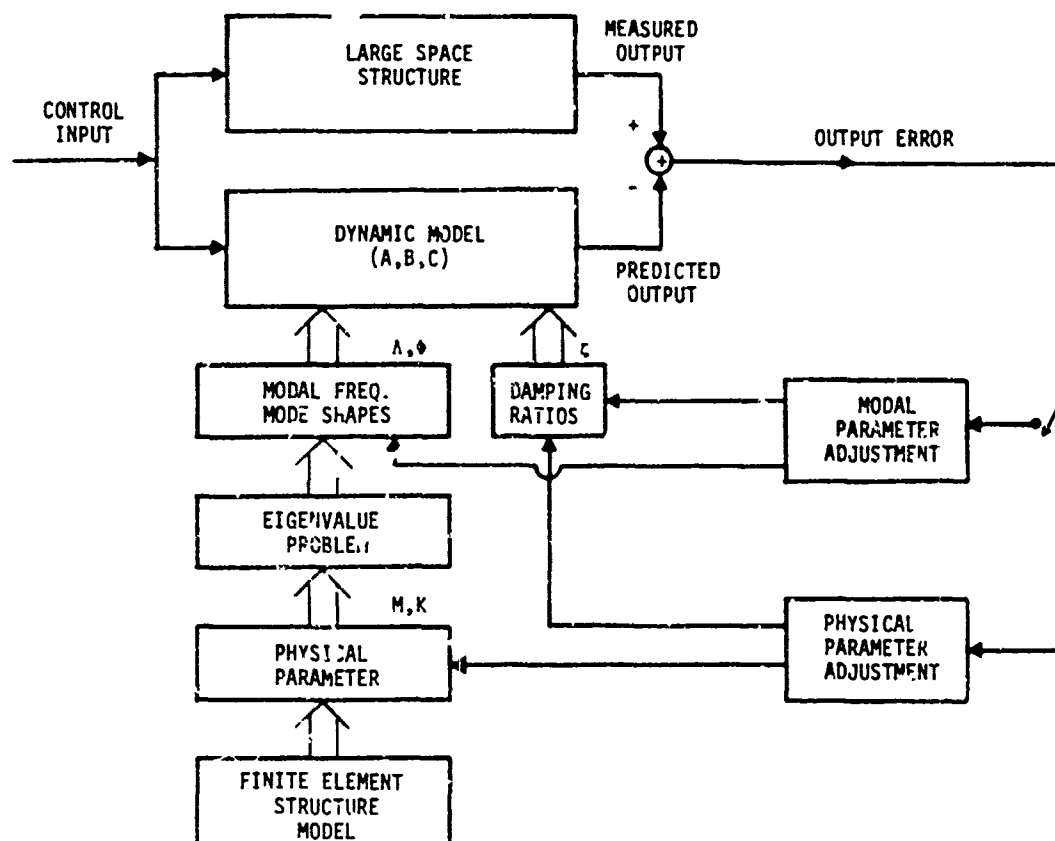 MEASURED
OUTPUT
LARGE SPACE
STRUCTURE
CONTROL
INPUT
+
+
OUTPUT ERROR
-
DYNAMIC MODEL
(A,B,C)
PREDICTED
OUTPUT
Λ,Φ
ζ
MODAL FREQ.
MODE SHAPES
DAMPING
RATIOS
MODAL
PARAMETER
ADJUSTMENT
EIGENVALUE
PROBLEM
M,K
PHYSICAL
PARAMETER
PHYSICAL
PARAMETER
ADJUSTMENT
FINITE ELEMENT
STRUCTURE
MODEL